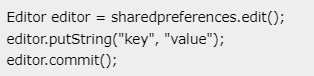 Editor editor = sharedpreferences.edit();
editor.putString("key", "value");
editor.commit();